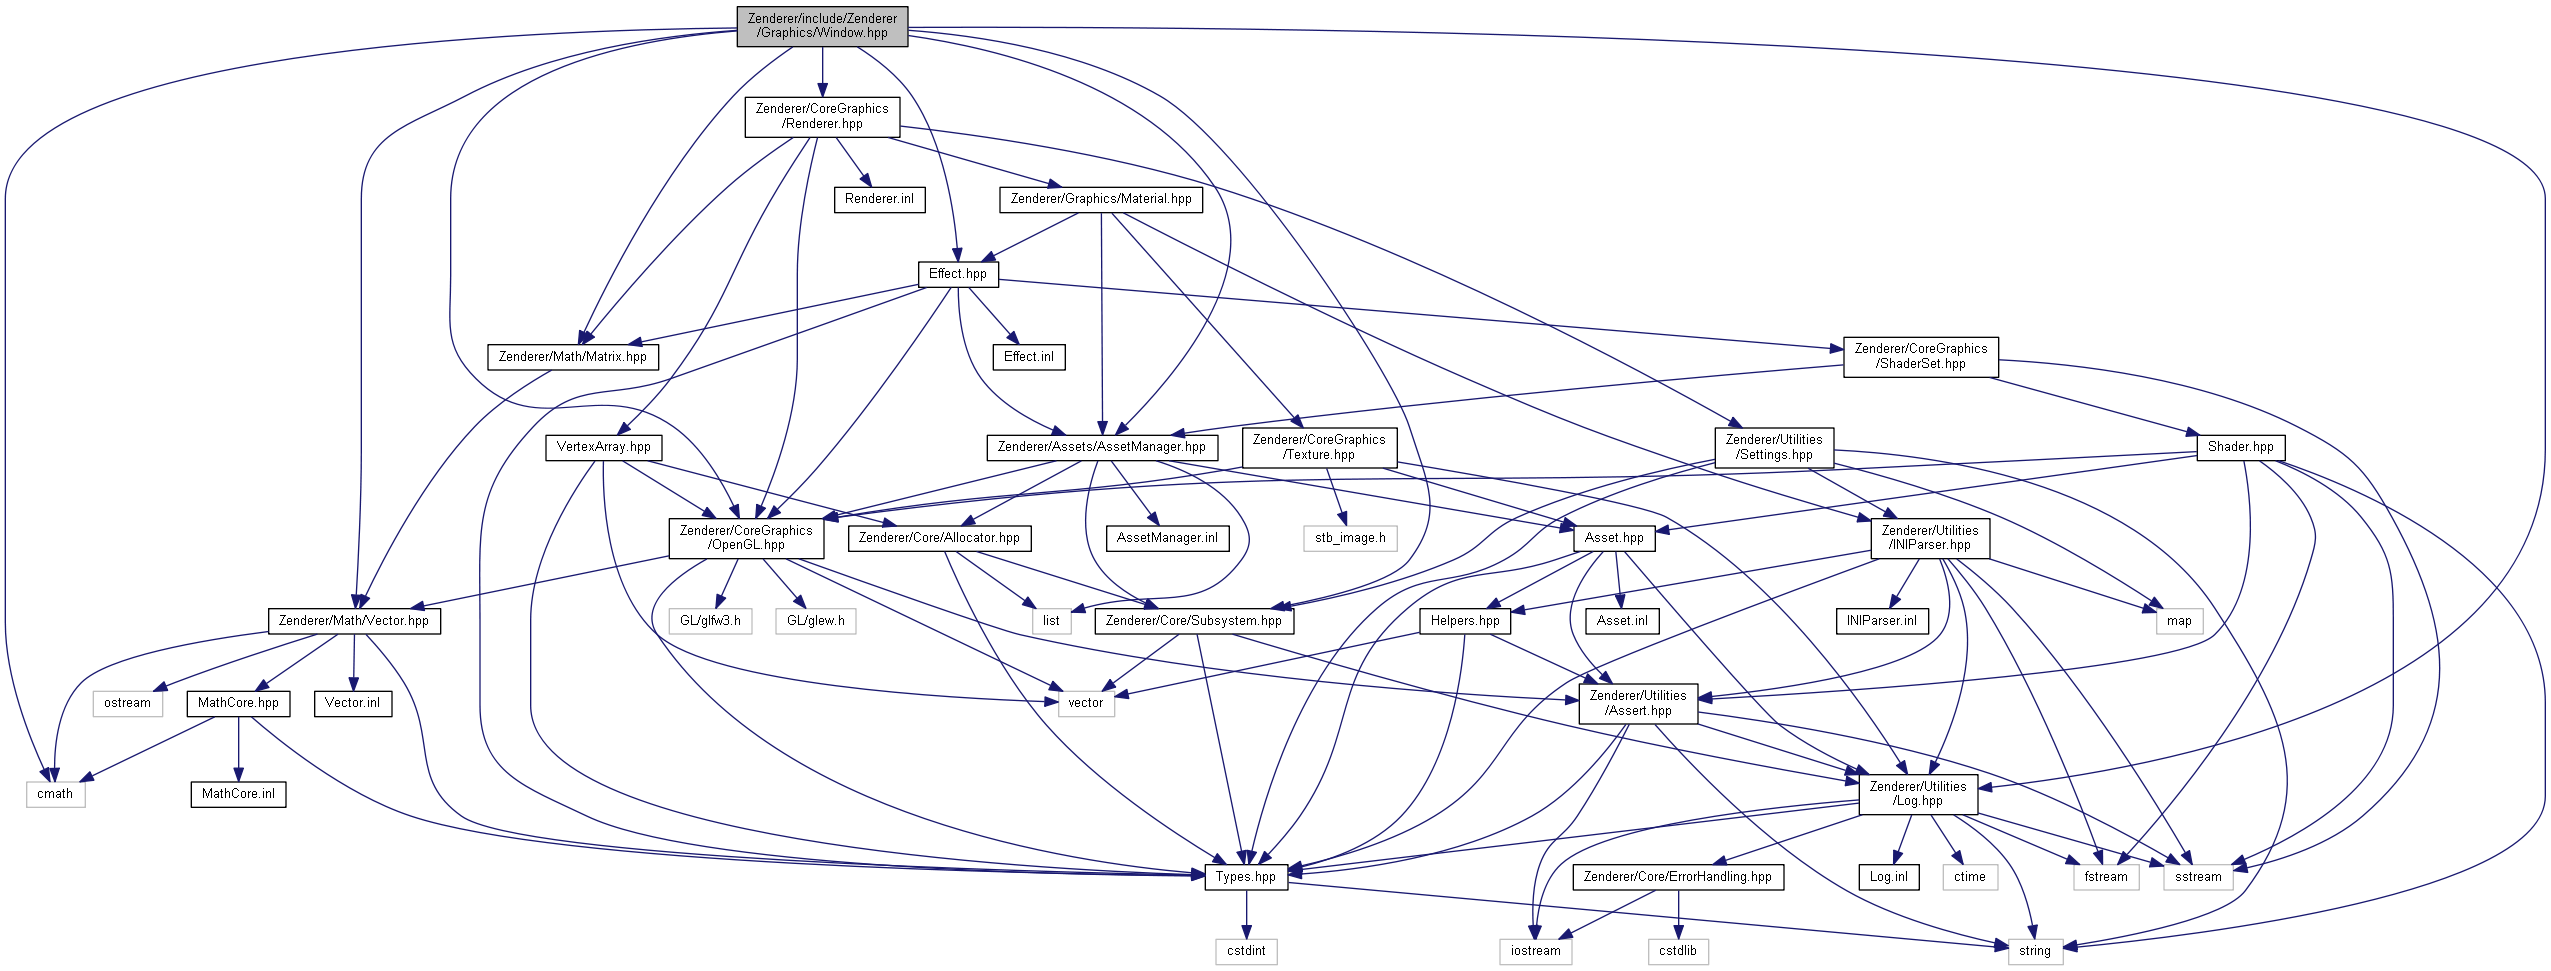 Zenderer/include/Zenderer
/Graphics/Window.hpp
Zenderer/CoreGraphics
/Renderer.hpp
Renderer.inl
Zenderer/Graphics/Material.hpp
Effect.hpp
Zenderer/Math/Matrix.hpp
Effect.inl
Zenderer/CoreGraphics
/ShaderSet.hpp
VertexArray.hpp
Zenderer/Assets/AssetManager.hpp
Zenderer/CoreGraphics
/Texture.hpp
Zenderer/Utilities
/Settings.hpp
Shader.hpp
Zenderer/CoreGraphics
/OpenGL.hpp
Zenderer/Core/Allocator.hpp
AssetManager.inl
stb_image.h
Asset.hpp
Zenderer/Utilities
/INIParser.hpp
Zenderer/Math/Vector.hpp
GL/glfw3.h
GL/glew.h
list
Zenderer/Core/Subsystem.hpp
Helpers.hpp
Asset.inl
INIParser.inl
map
ostream
MathCore.hpp
Vector.inl
vector
Zenderer/Utilities
/Assert.hpp
cmath
MathCore.inl
Zenderer/Utilities
/Log.hpp
Types.hpp
Zenderer/Core/ErrorHandling.hpp
Log.inl
ctime
fstream
sstream
cstdint
iostream
cstdlib
string